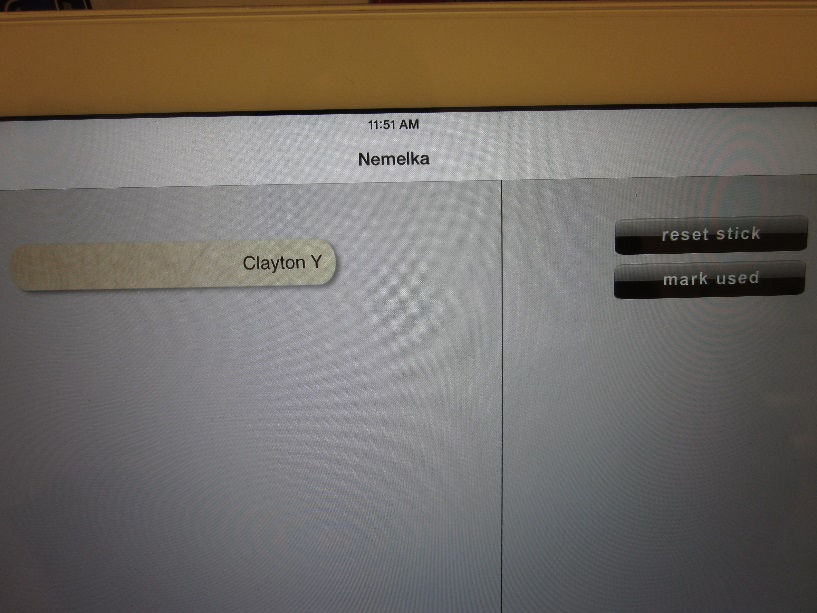 11:51 AM
Nemelka
Clayton Y
reset stick
mark used